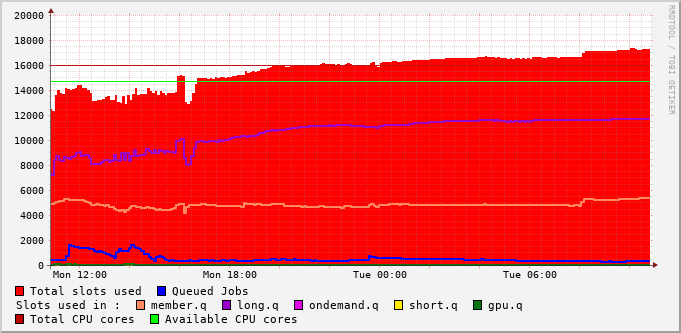 20000
18000
16000
14000
12000
10000
8000
6000
4000
2000
0
Mon 12:00 Mon 18:00 Tue 00:00 Tue 06:00
RRDTOOL / TOBI OETIKER
Total slots used Queued Jobs
Slots used in : member.q long.q ondemand.q short.q gpu.q
Total CPU cores Available CPU cores